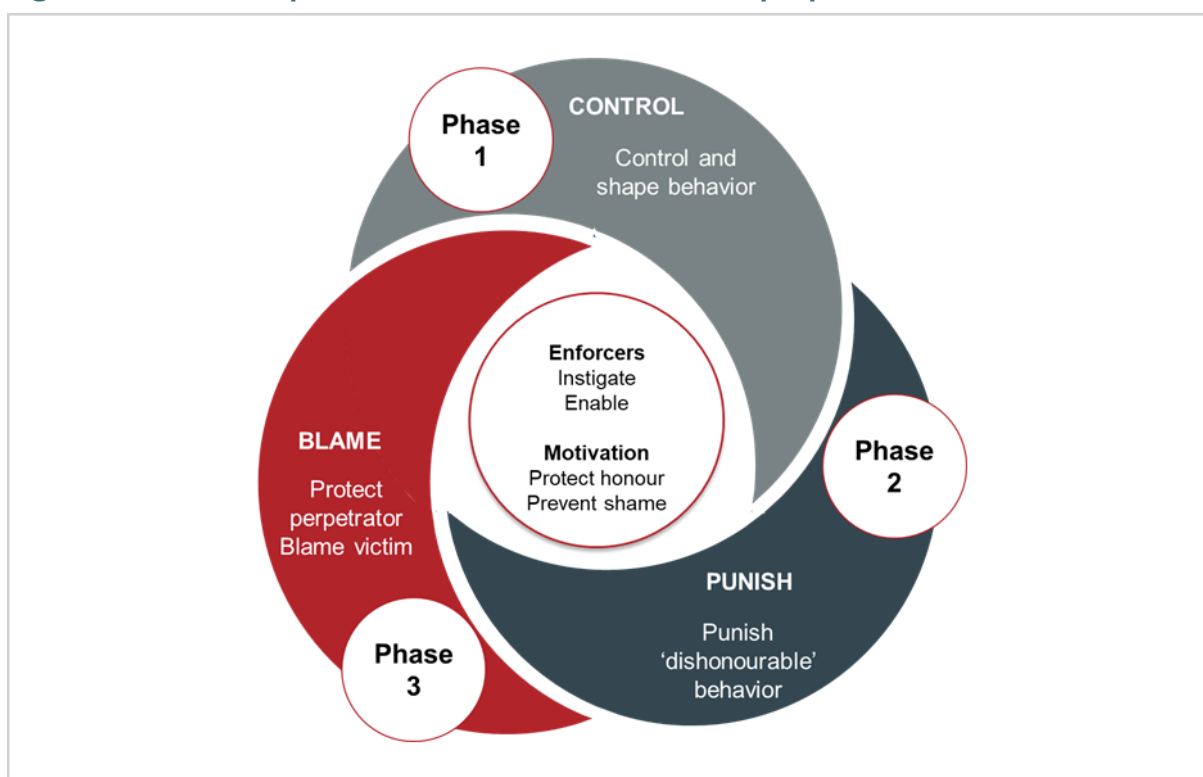 Phase
1
CONTROL
Control and
shape behavior
Enforcers
Instigate
Enable
Motivation
Protect honour
Prevent shame
Phase
2
PUNISH
Punish
‘dishonourable’
behavior
BLAME
Protect
perpetrator
Blame victim
Phase
3